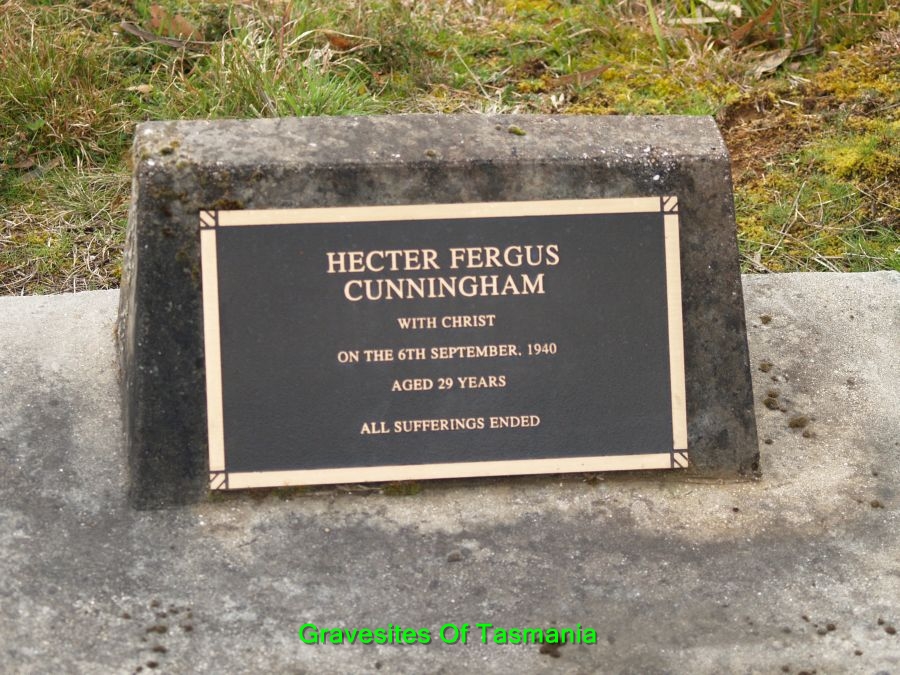 HECTER FERGUS
CUNNINGHAM
WITH CHRIST
ON THE 6TH SEPTEMBER, 1940
AGED 29 YEARS
ALL SUFFERINGS ENDED
Gravesites Of Tasmania